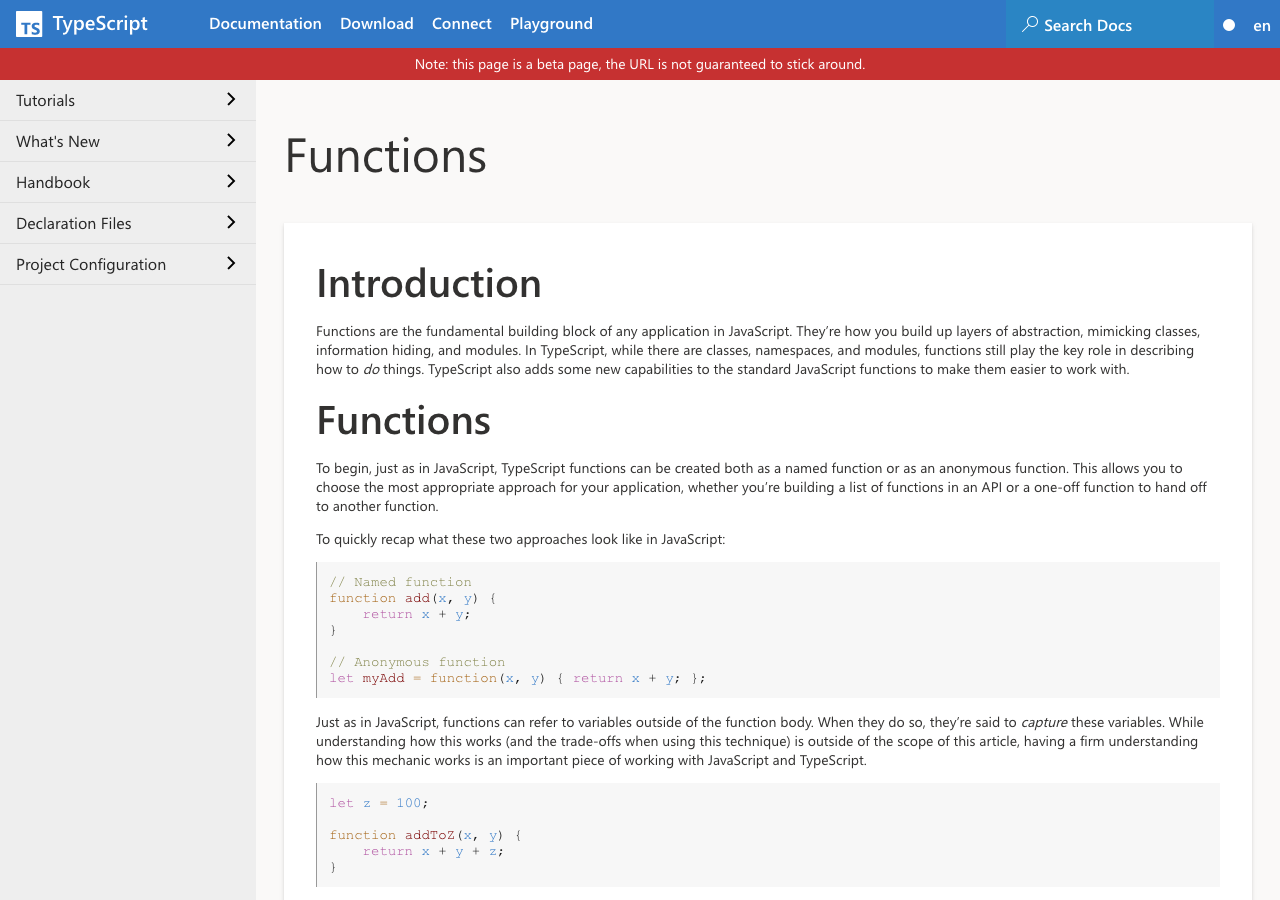 TS TypeScript Documentation Download Connect Playground Search Docs en
Note: this page is a beta page, the URL is not guaranteed to stick around.
Tutorials
What's New
Handbook
Declaration Files
Project Configuration
Functions
Introduction
Functions are the fundamental building block of any application in JavaScript. They’re how you build up layers of abstraction, mimicking classes,
information hiding, and modules. In TypeScript, while there are classes, namespaces, and modules, functions still play the key role in describing
how to do things. TypeScript also adds some new capabilities to the standard JavaScript functions to make them easier to work with.
Functions
To begin, just as in JavaScript, TypeScript functions can be created both as a named function or as an anonymous function. This allows you to
choose the most appropriate approach for your application, whether you’re building a list of functions in an API or a one-off function to hand off
to another function.
To quickly recap what these two approaches look like in JavaScript:
// Named function
function add(x, y) {
    return x + y;
}
// Anonymous function
let myAdd = function(x, y) { return x + y; };
Just as in JavaScript, functions can refer to variables outside of the function body. When they do so, they’re said to capture these variables. While
understanding how this works (and the trade-offs when using this technique) is outside of the scope of this article, having a firm understanding
how this mechanic works is an important piece of working with JavaScript and TypeScript.
let z = 100;
function addToZ(x, y) {
    return x + y + z;
}